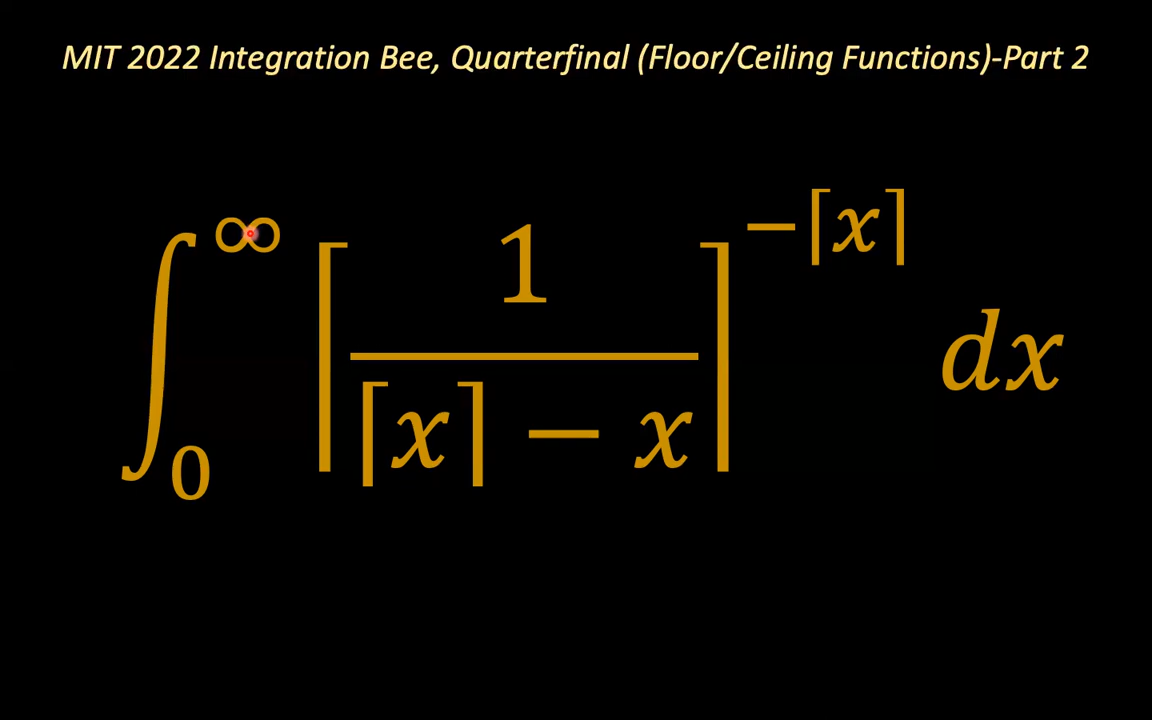 MIT 2022 Integration Bee, Quarterfinal (Floor/Ceiling Functions)-Part 2
∫₀^∞ ⌈1/(⌈x⌉ − x)⌉^(−⌈x⌉) dx